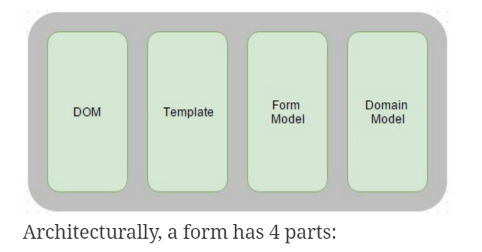 DOM
Template
Form
Model
Domain
Model
Architecturally, a form has 4 parts: